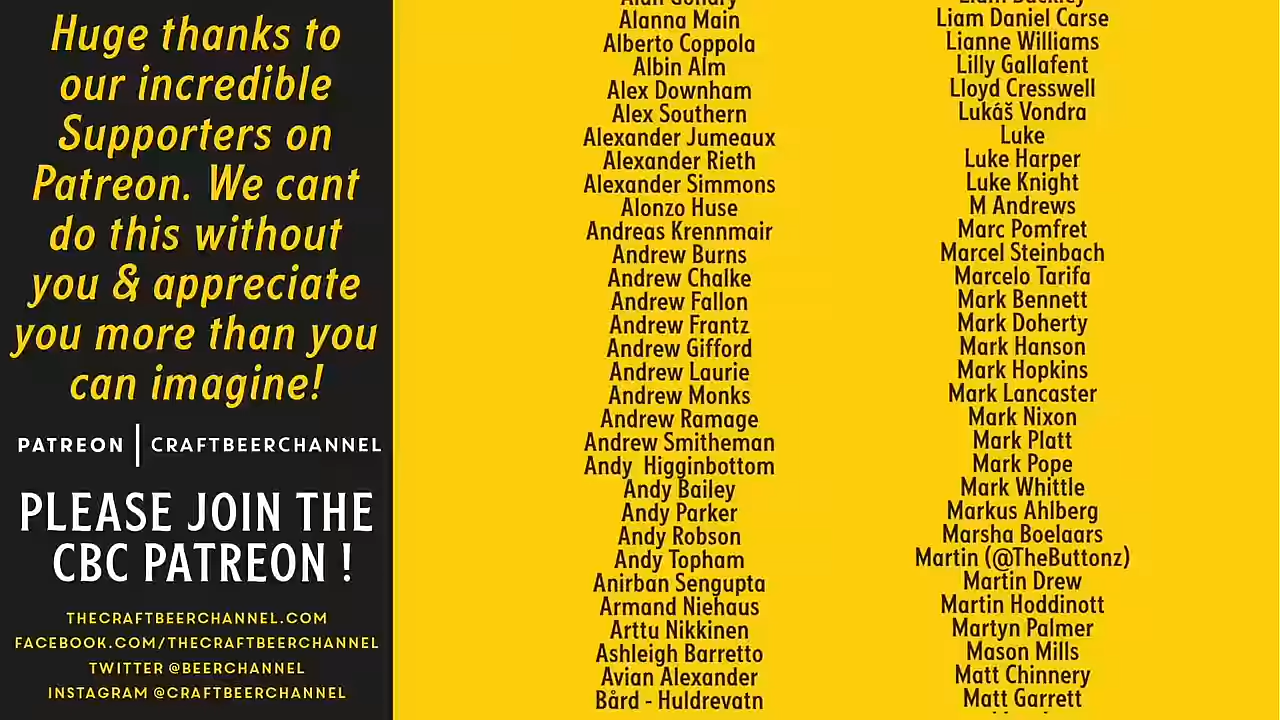 Huge thanks to
our incredible
Supporters on
Patreon. We cant
do this without
you & appreciate
you more than you
can imagine!
PATREON | CRAFTBEERCHANNEL
PLEASE JOIN THE
CBC PATREON !
THECRAFTBEERCHANNEL.COM
FACEBOOK.COM/THECRAFTBEERCHANNEL
TWITTER @BEERCHANNEL
INSTAGRAM @CRAFTBEERCHANNEL
Alanna Main
Alberto Coppola
Albin Alm
Alex Downham
Alex Southern
Alexander Jumeaux
Alexander Rieth
Alexander Simmons
Alonzo Huse
Andreas Krennmair
Andrew Burns
Andrew Chalke
Andrew Fallon
Andrew Frantz
Andrew Gifford
Andrew Laurie
Andrew Monks
Andrew Ramage
Andrew Smitheman
Andy  Higginbottom
Andy Bailey
Andy Parker
Andy Robson
Andy Topham
Anirban Sengupta
Armand Niehaus
Arttu Nikkinen
Ashleigh Barretto
Avian Alexander
Bård - Huldrevatn
Liam Daniel Carse
Lianne Williams
Lilly Gallafent
Lloyd Cresswell
Lukáš Vondra
Luke
Luke Harper
Luke Knight
M Andrews
Marc Pomfret
Marcel Steinbach
Marcelo Tarifa
Mark Bennett
Mark Doherty
Mark Hanson
Mark Hopkins
Mark Lancaster
Mark Nixon
Mark Platt
Mark Pope
Mark Whittle
Markus Ahlberg
Marsha Boelaars
Martin (@TheButtonz)
Martin Drew
Martin Hoddinott
Martyn Palmer
Mason Mills
Matt Chinnery
Matt Garrett